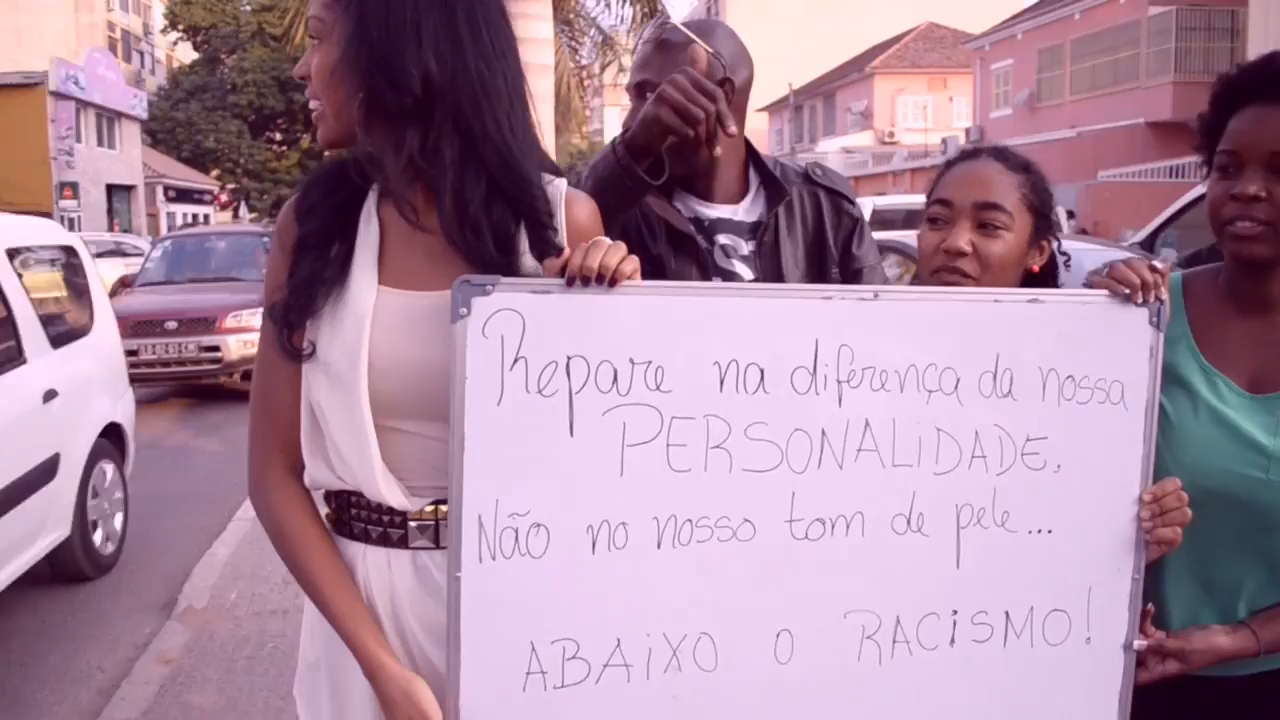 Repare na diferença da nossa
PERSONALIDADE.
Não no nosso tom de pele...
ABAIXO O RACISMO!